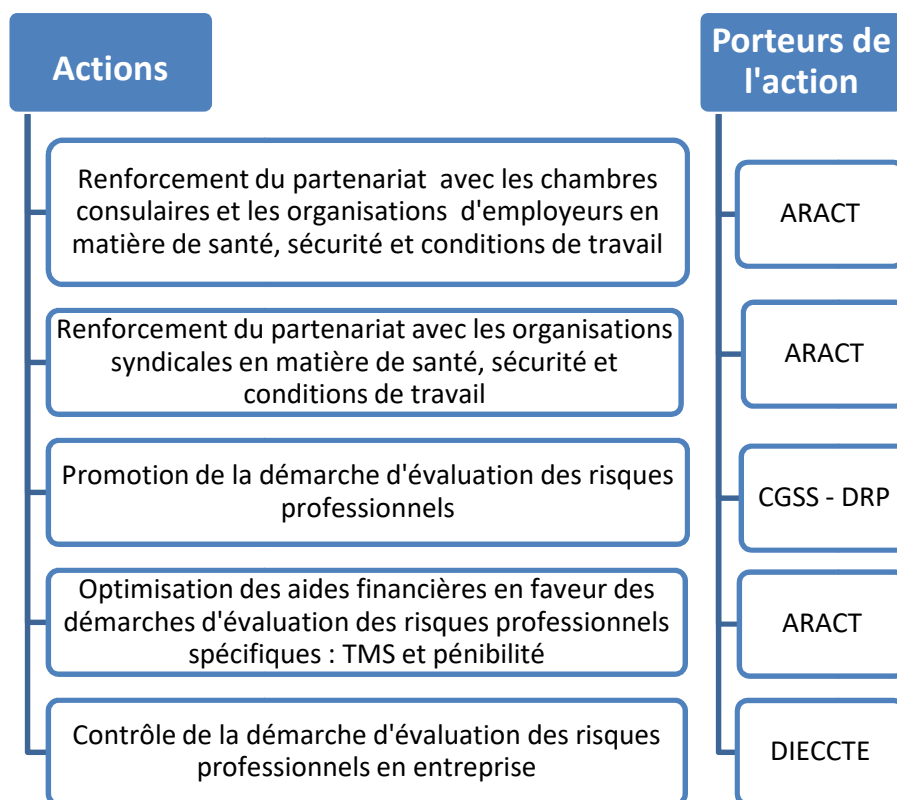 Actions
Porteurs de
l'action
Renforcement du partenariat avec les chambres
consulaires et les organisations d'employeurs en
matière de santé, sécurité et conditions de travail
ARACT
Renforcement du partenariat avec les organisations
syndicales en matière de santé, sécurité et
conditions de travail
ARACT
Promotion de la démarche d'évaluation des risques
professionnels
CGSS - DRP
Optimisation des aides financières en faveur des
démarches d'évaluation des risques professionnels
spécifiques : TMS et pénibilité
ARACT
Contrôle de la démarche d'évaluation des risques
professionnels en entreprise
DIECCTE